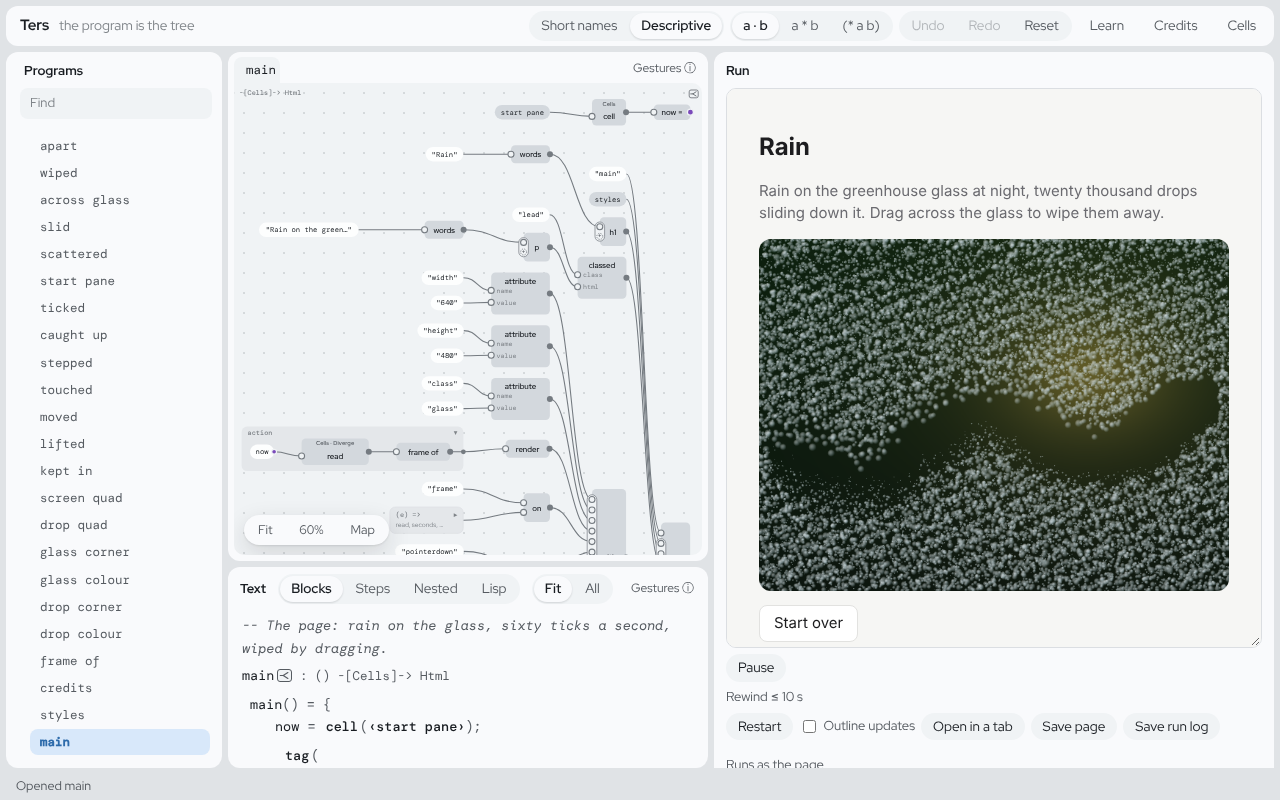 Ters the program is the tree
Short names Descriptive a · b a * b (* a b) Undo Redo Reset Learn Credits Cells
Programs
Find
apart
wiped
across glass
slid
scattered
start pane
ticked
caught up
stepped
touched
moved
lifted
kept in
screen quad
drop quad
glass corner
glass colour
drop corner
drop colour
frame of
credits
styles
main
main Gestures ⓘ
-[Cells]-> Html
start pane
Cells
cell
now =
"Rain"
words
"main"
styles
"lead"
h1
"Rain on the green…"
words
p
classed
class
html
"width"
"640"
attribute
name
value
"height"
"480"
attribute
name
value
"class"
"glass"
attribute
name
value
action
now
Cells · Diverge
read
frame of
render
"frame"
(e) =>
read, seconds, …
on
"pointerdown"
Fit 60% Map
Text Blocks Steps Nested Lisp Fit All Gestures ⓘ
-- The page: rain on the glass, sixty ticks a second,
wiped by dragging.
main : () -[Cells]-> Html
main() = {
now = cell(‹start pane›);
tag(
Run
Rain
Rain on the greenhouse glass at night, twenty thousand drops
sliding down it. Drag across the glass to wipe them away.
Start over
Pause
Rewind ≤ 10 s
Restart Outline updates Open in a tab Save page Save run log
Runs as the page
Opened main